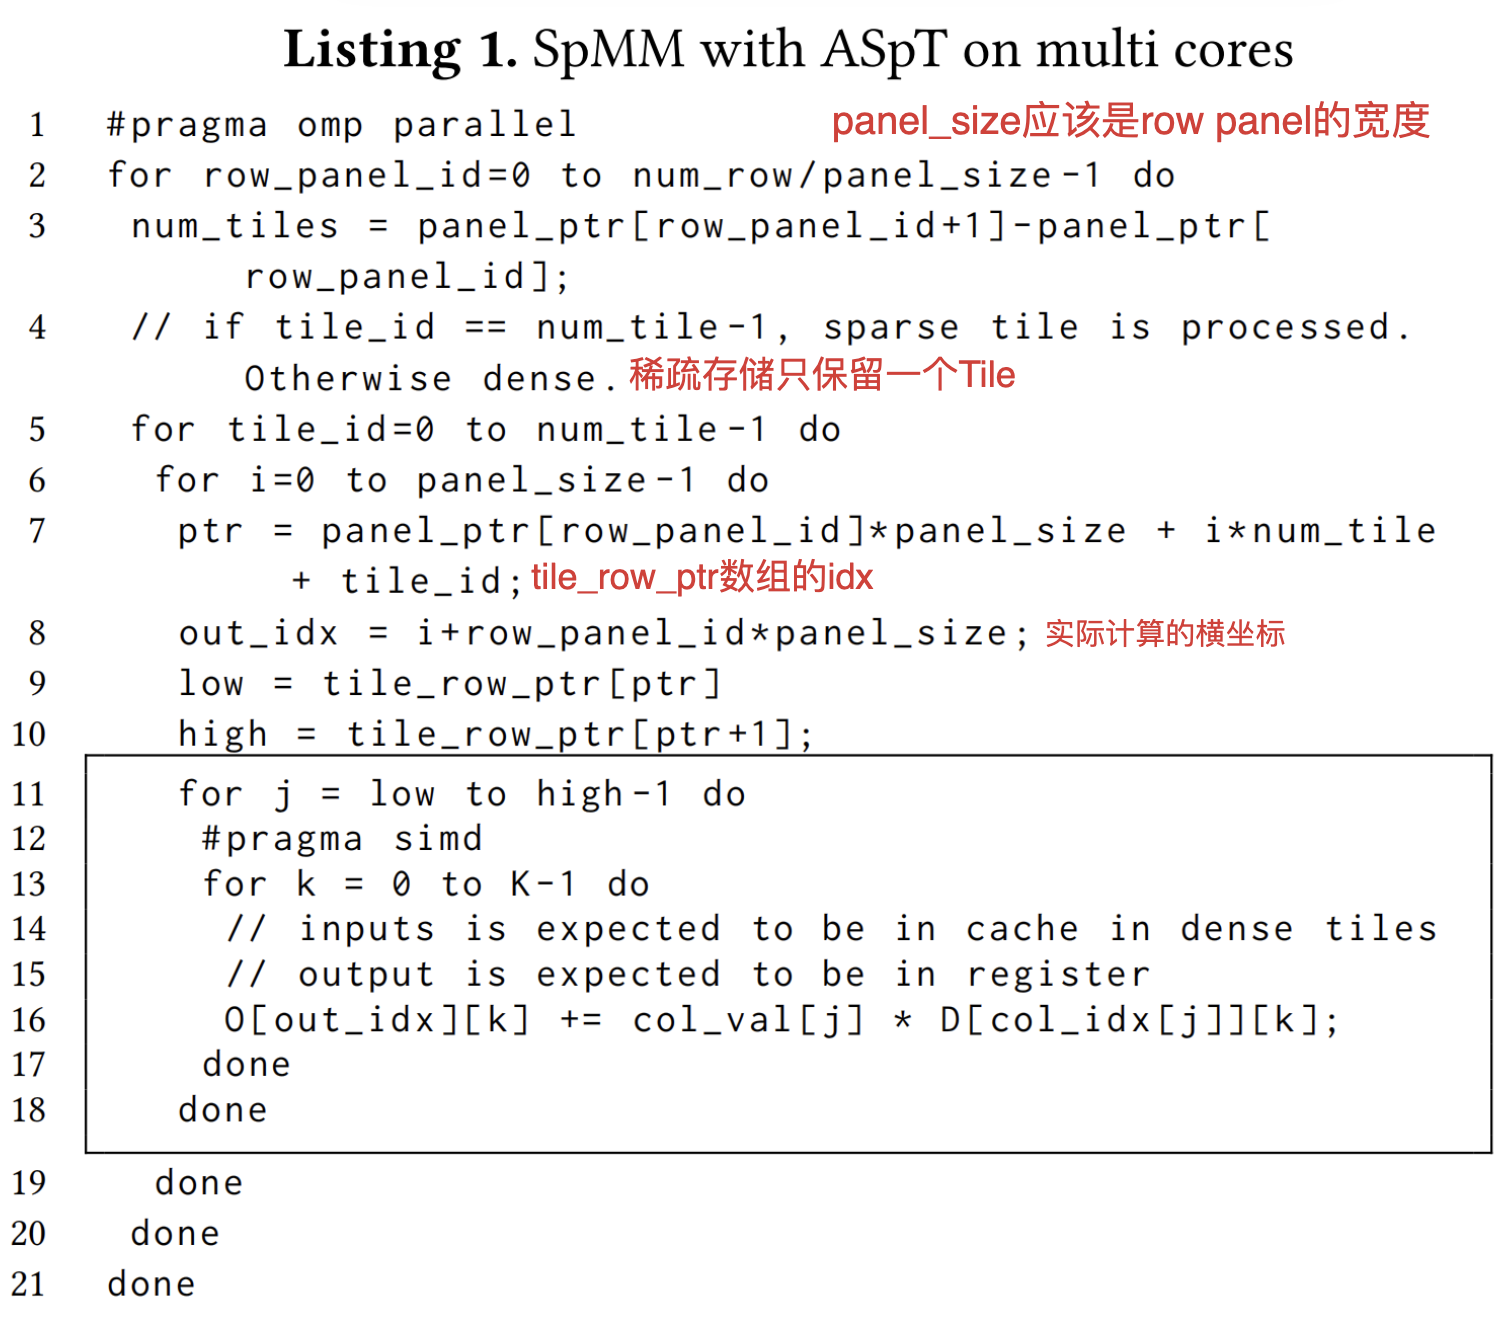 Listing 1. SpMM with ASpT on multi cores
1 #pragma omp parallel panel_size应该是row panel的宽度
2 for row_panel_id=0 to num_row/panel_size-1 do
3 num_tiles = panel_ptr[row_panel_id+1]-panel_ptr[
row_panel_id];
4 // if tile_id == num_tile-1, sparse tile is processed.
Otherwise dense. 稀疏存储只保留一个Tile
5 for tile_id=0 to num_tile-1 do
6 for i=0 to panel_size-1 do
7 ptr = panel_ptr[row_panel_id]*panel_size + i*num_tile
+ tile_id; tile_row_ptr数组的idx
8 out_idx = i+row_panel_id*panel_size; 实际计算的横坐标
9 low = tile_row_ptr[ptr]
10 high = tile_row_ptr[ptr+1];
11 for j = low to high-1 do
12 #pragma simd
13 for k = 0 to K-1 do
14 // inputs is expected to be in cache in dense tiles
15 // output is expected to be in register
16 O[out_idx][k] += col_val[j] * D[col_idx[j]][k];
17 done
18 done
19 done
20 done
21 done